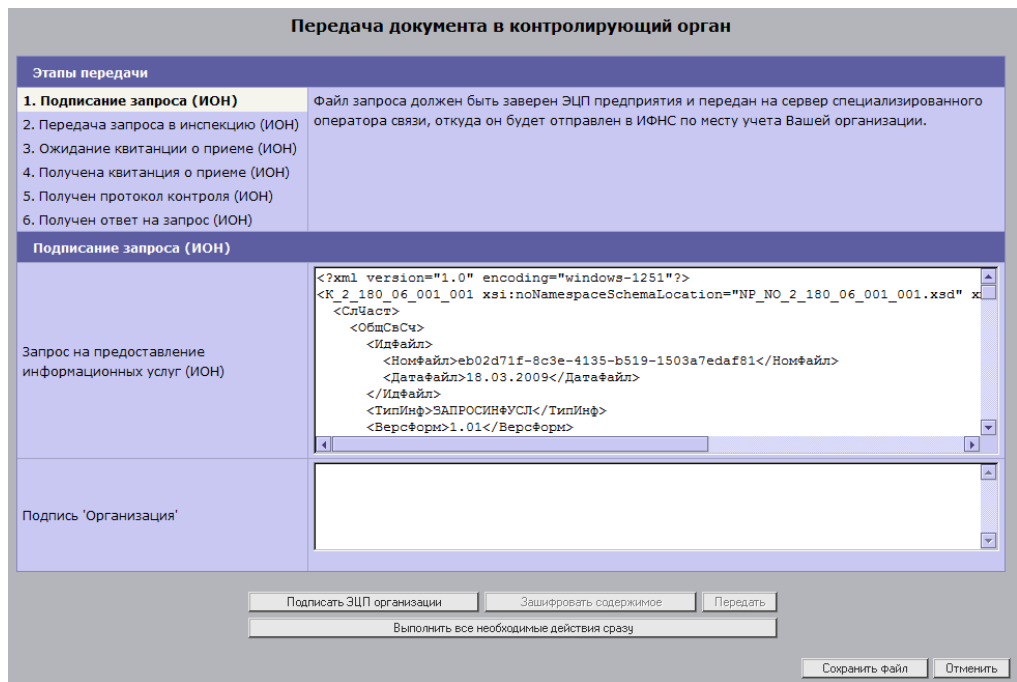 Передача документа в контролирующий орган
Этапы передачи
1. Подписание запроса (ИОН)
2. Передача запроса в инспекцию (ИОН)
3. Ожидание квитанции о приеме (ИОН)
4. Получена квитанция о приеме (ИОН)
5. Получен протокол контроля (ИОН)
6. Получен ответ на запрос (ИОН)
Файл запроса должен быть заверен ЭЦП предприятия и передан на сервер специализированного
оператора связи, откуда он будет отправлен в ИФНС по месту учета Вашей организации.
Подписание запроса (ИОН)
Запрос на предоставление
информационных услуг (ИОН)
<?xml version="1.0" encoding="windows-1251"?>
<K_2_180_06_001_001 xsi:noNamespaceSchemaLocation="NP_NO_2_180_06_001_001.xsd" x
<СлЧаст>
<ОбщСвСч>
<ИдФайл>
<НомФайл>eb02d71f-8c3e-4135-b519-1503a7edaf81</НомФайл>
<ДатаФайл>18.03.2009</ДатаФайл>
</ИдФайл>
<ТипИнф>ЗАПРОСИНФУСЛ</ТипИнф>
<ВерсФорм>1.01</ВерсФорм>
Подпись 'Организация'
Подписать ЭЦП организации
Зашифровать содержимое
Передать
Выполнить все необходимые действия сразу
Сохранить файл
Отменить